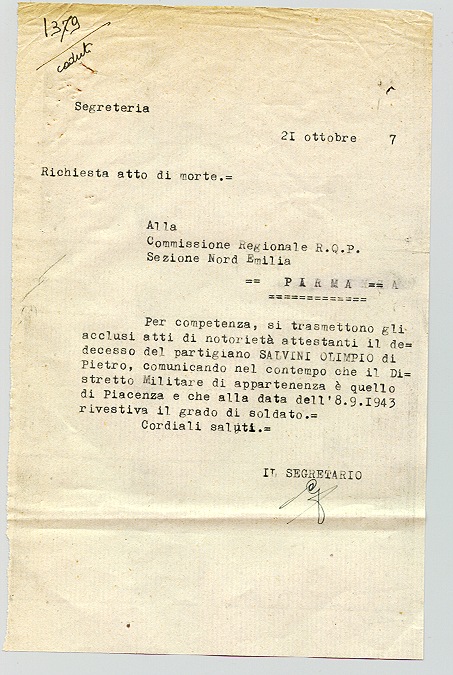 1379
caduti
Segreteria
21 ottobre 7
Richiesta atto di morte.=
Alla
Commissione Regionale R.Q.P.
Sezione Nord Emilia
== P A R M A == A
=============
Per competenza, si trasmettono gli
acclusi atti di notorietà attestanti il de=
decesso del partigiano SALVINI OLIMPIO di
Pietro, comunicando nel contempo che il Di=
stretto Militare di appartenenza è quello
di Piacenza e che alla data dell'8.9.1943
rivestiva il grado di soldato.=
Cordiali saluti.=
IL SEGRETARIO